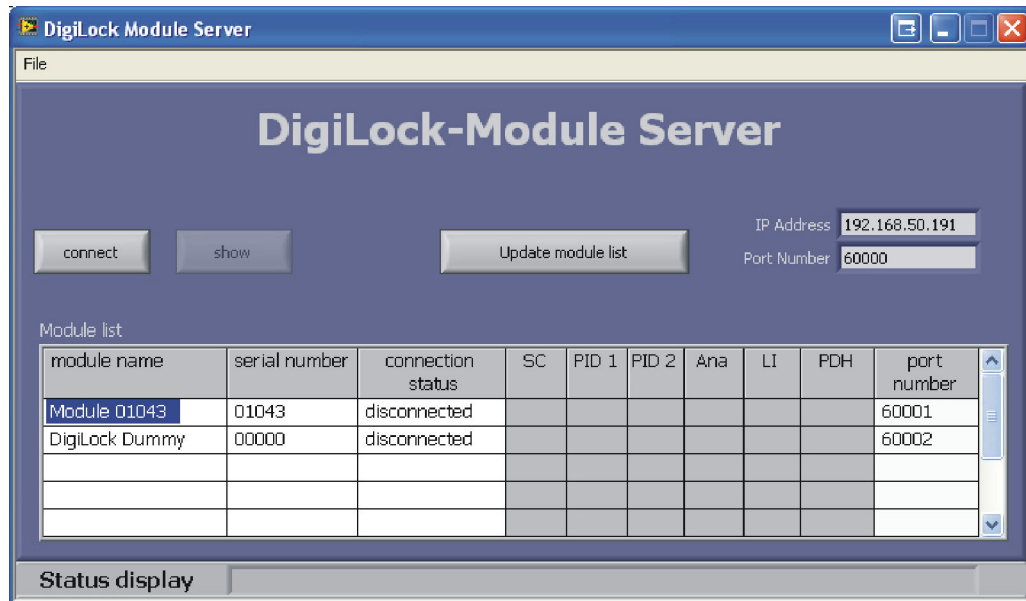 DigiLock Module Server
File
DigiLock-Module Server
IP Address 192.168.50.191
connect show Update module list
Port Number 60000
Module list
module name serial number connection status SC PID 1 PID 2 Ana LI PDH port number
Module 01043 01043 disconnected 60001
DigiLock Dummy 00000 disconnected 60002
Status display